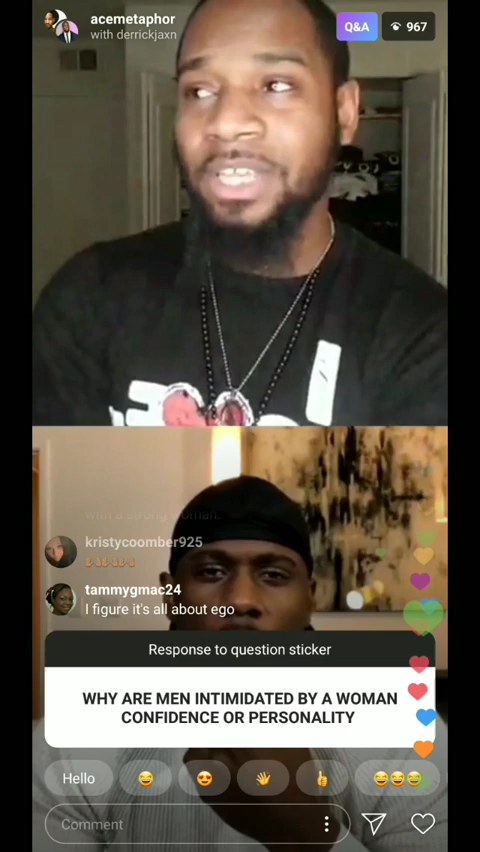 acemetaphor
with derrickjaxn
Q&A
967
with a strong woman.
kristycoomber925
tammygmac24
I figure it's all about ego
Response to question sticker
WHY ARE MEN INTIMIDATED BY A WOMAN
CONFIDENCE OR PERSONALITY
Hello
Comment